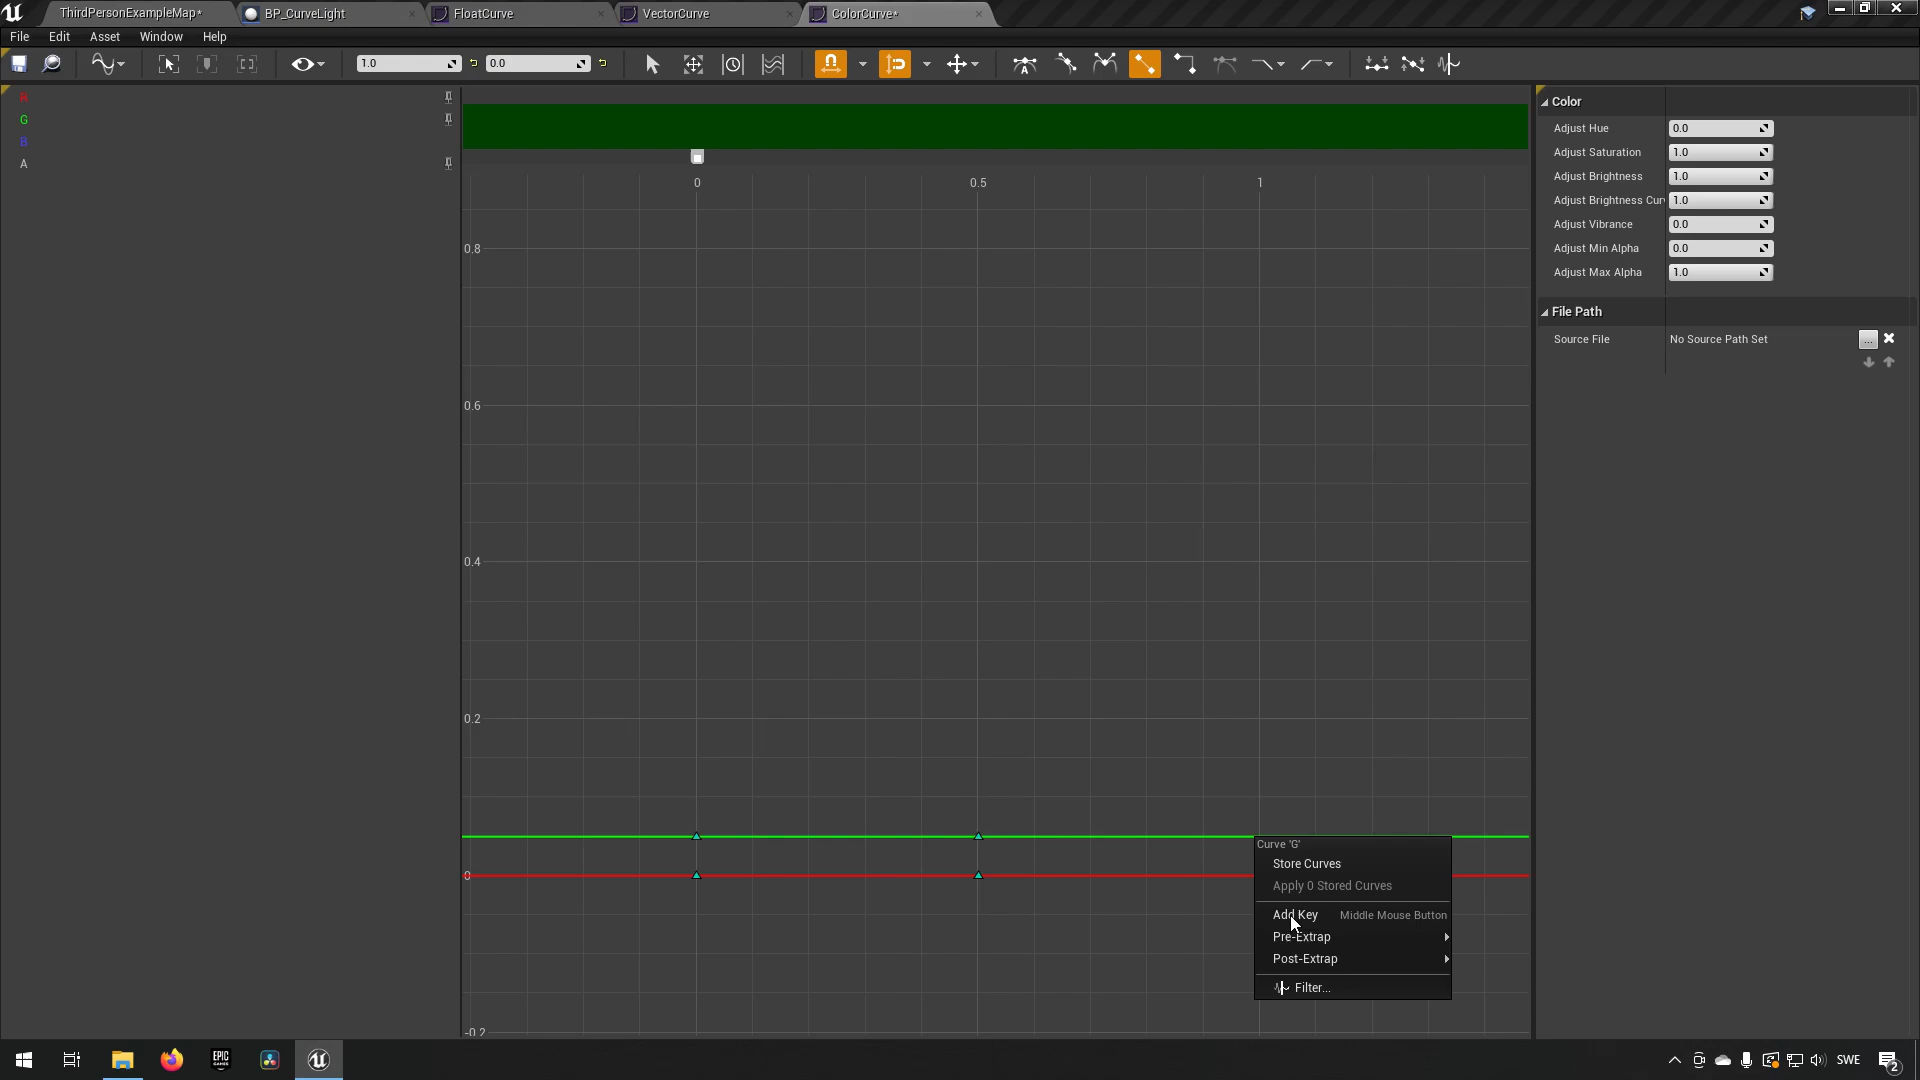 ThirdPersonExampleMap*
BP_CurveLight
FloatCurve
VectorCurve
ColorCurve*
File Edit Asset Window Help
1.0 0.0
R
G
B
A
0 0.5 1
0.8
0.6
0.4
0.2
0
-0.2
Curve 'G'
Store Curves
Apply 0 Stored Curves
Add Key Middle Mouse Button
Pre-Extrap
Post-Extrap
Filter...
Color
Adjust Hue 0.0
Adjust Saturation 1.0
Adjust Brightness 1.0
Adjust Brightness Cur 1.0
Adjust Vibrance 0.0
Adjust Min Alpha 0.0
Adjust Max Alpha 1.0
File Path
Source File No Source Path Set ...
EPIC
GAMES
SWE
2